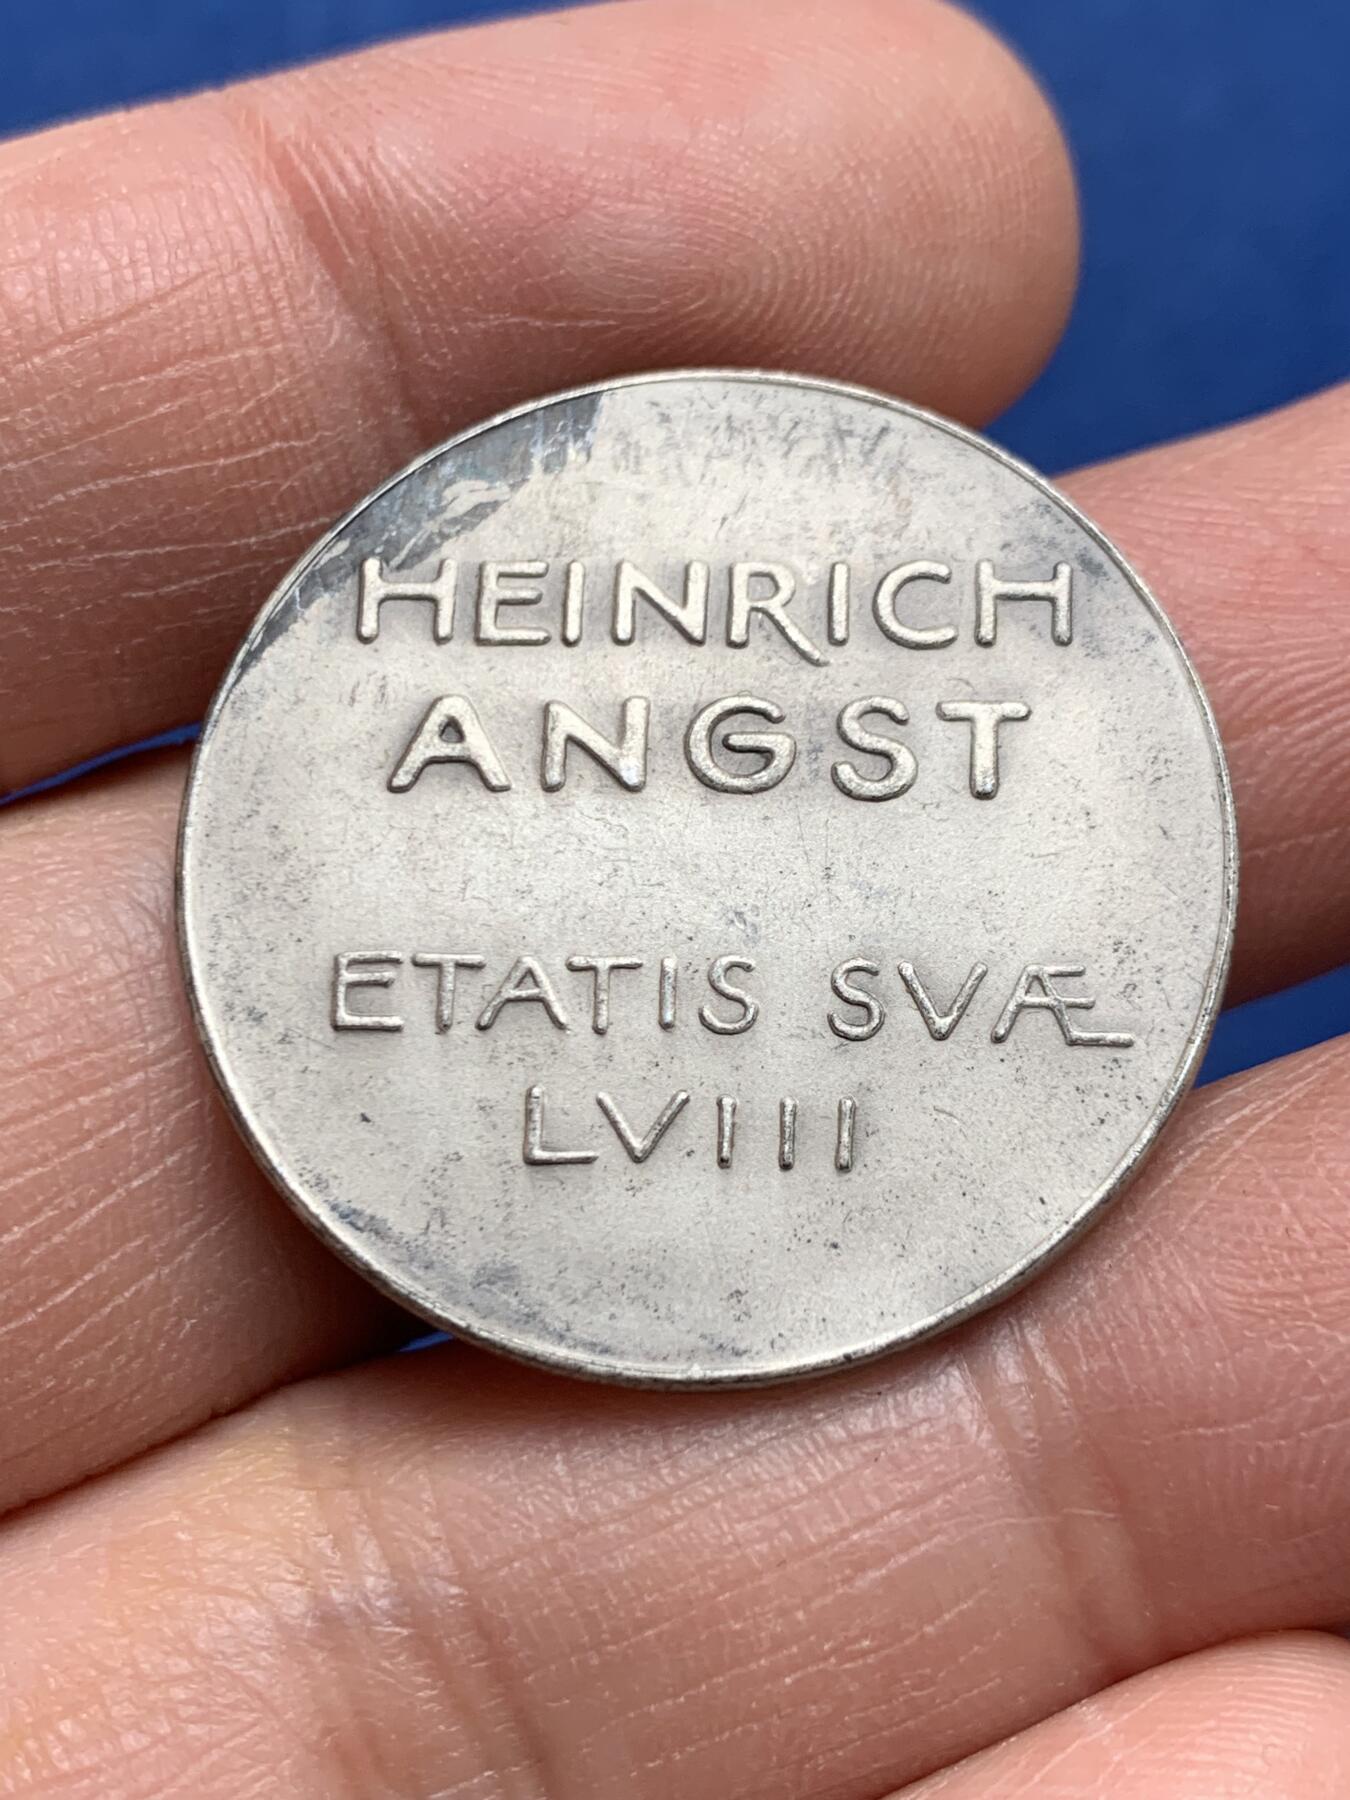 HEINRICH
ANGST
ETATIS SVÆ
LVIII